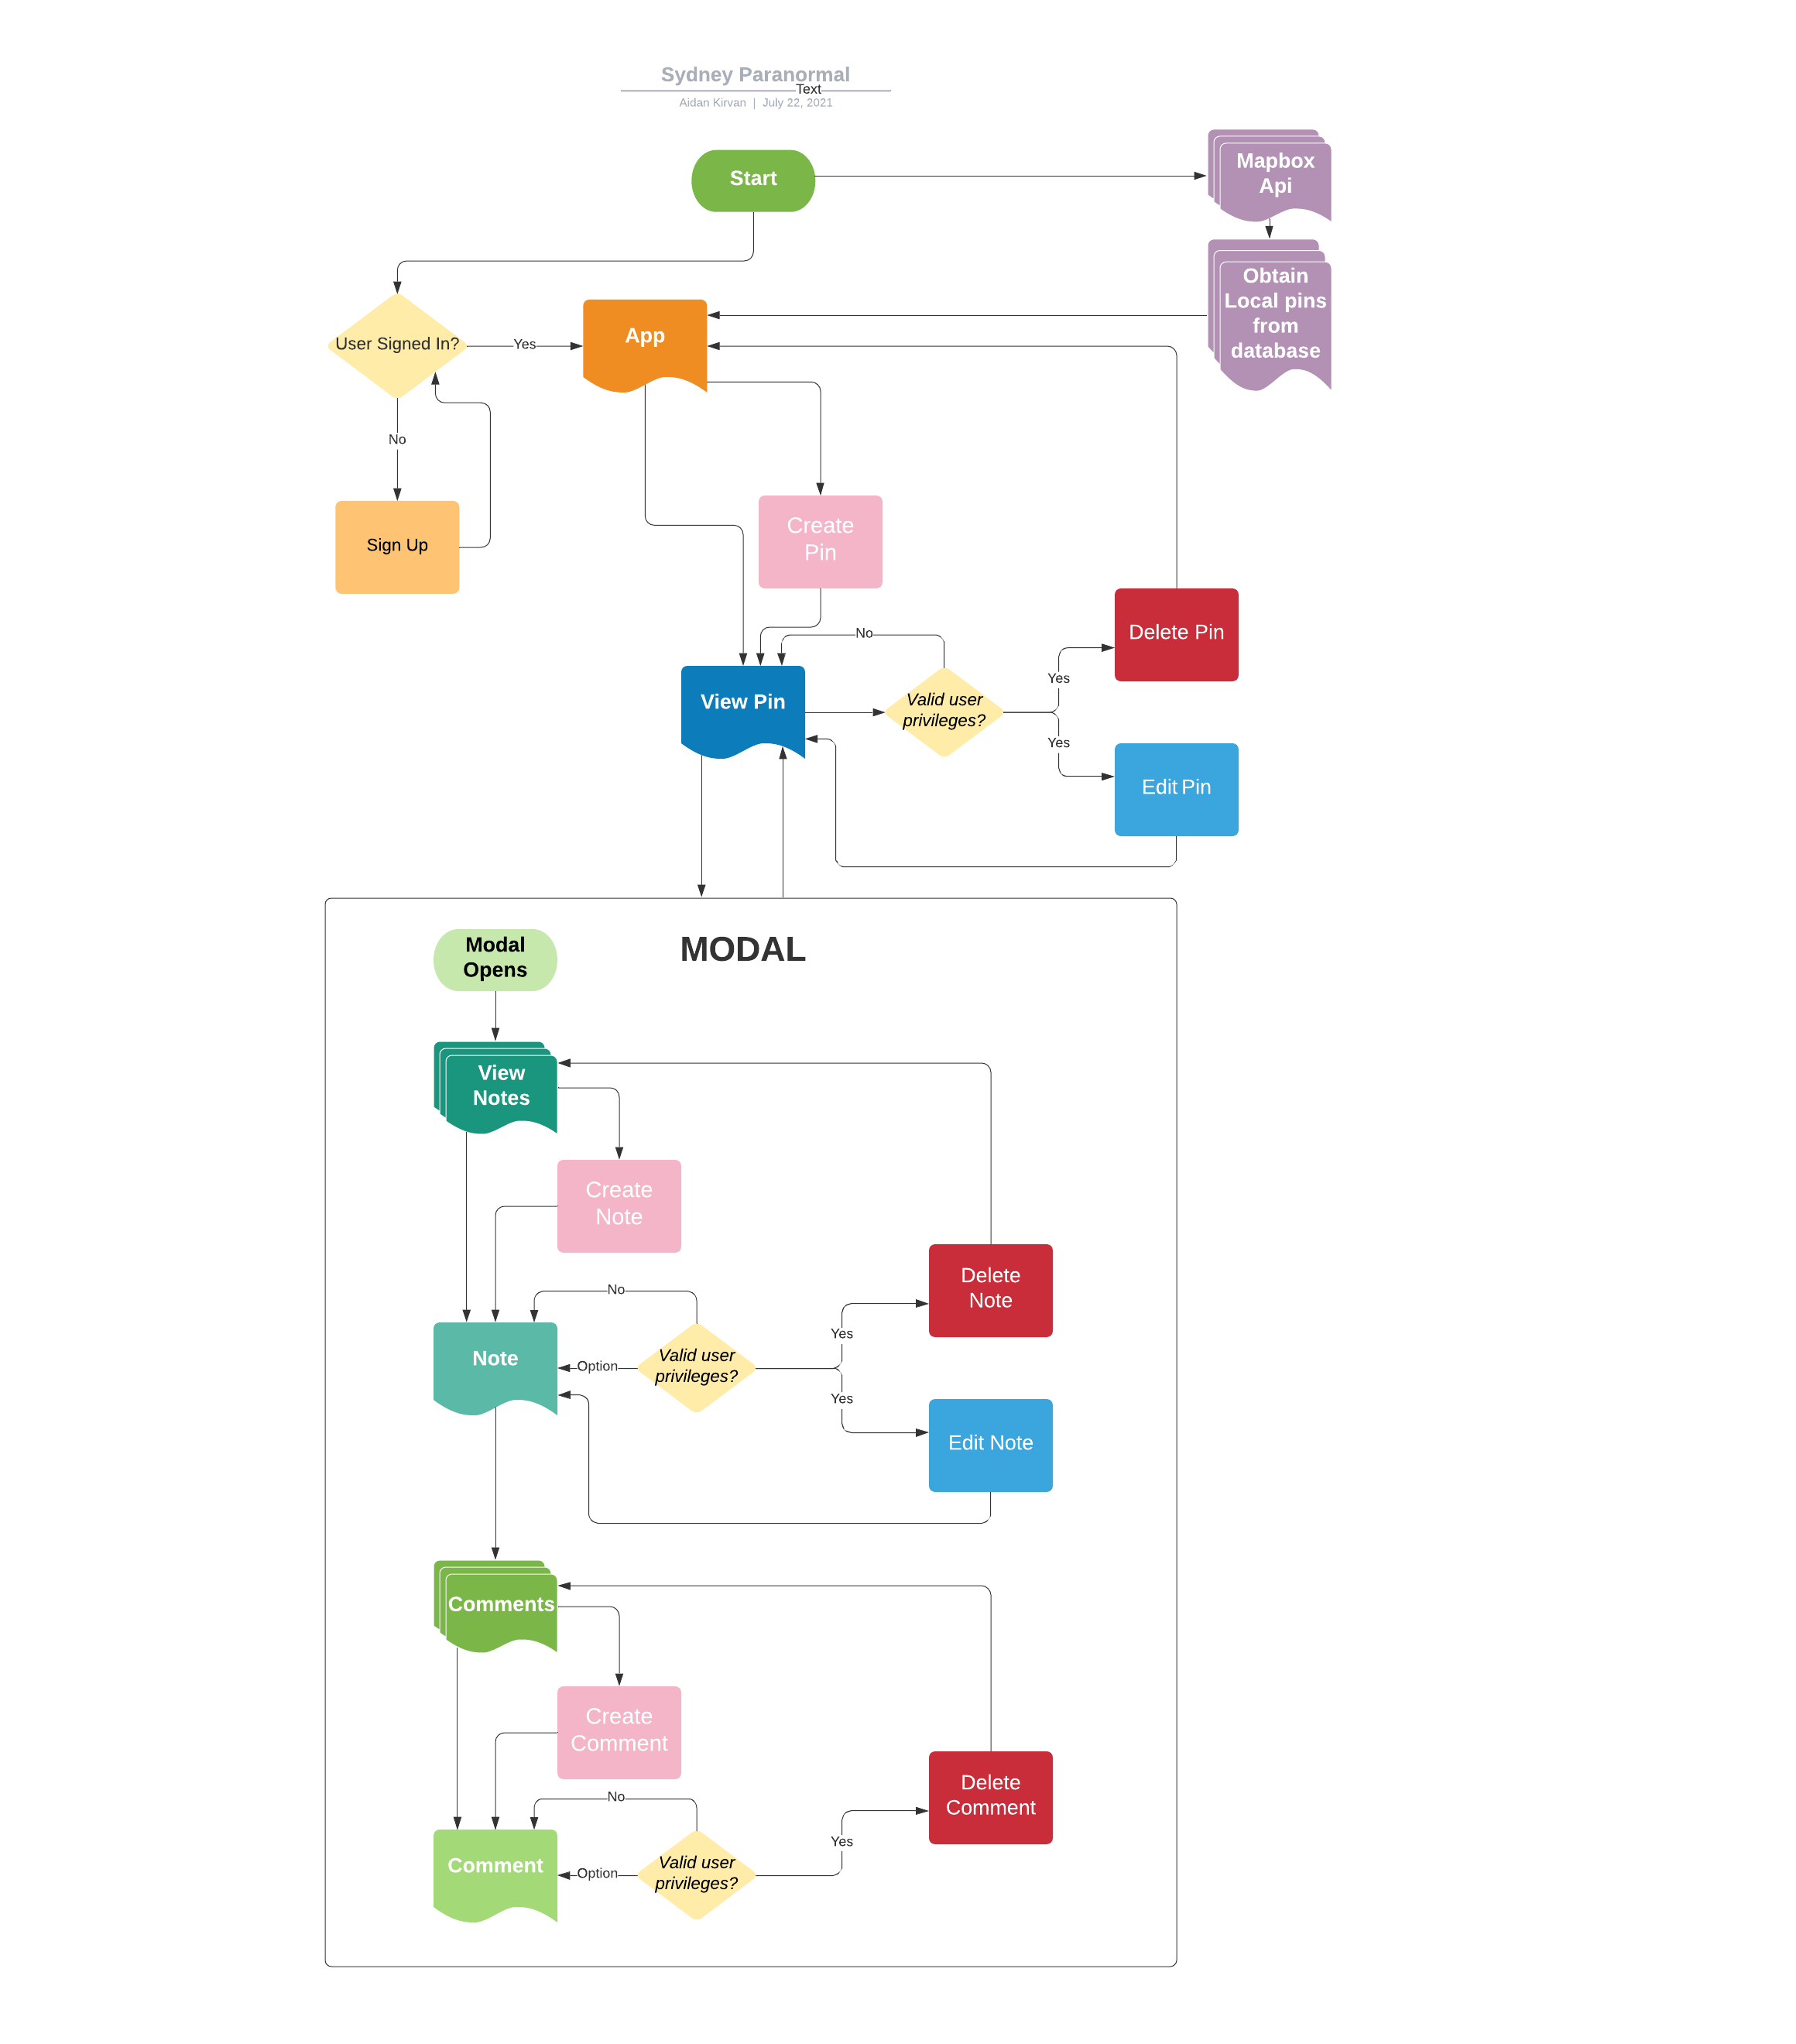 Sydney Paranormal
Text
Aidan Kirvan | July 22, 2021
Start
Mapbox
Api
Obtain
Local pins
from
database
User Signed In?
Yes
App
No
Sign Up
Create
Pin
No
Delete Pin
View Pin
Valid user
privileges?
Yes
Yes
Edit Pin
MODAL
Modal
Opens
View
Notes
Create
Note
No
Delete
Note
Note
Option
Valid user
privileges?
Yes
Yes
Edit Note
Comments
Create
Comment
No
Delete
Comment
Comment
Option
Valid user
privileges?
Yes